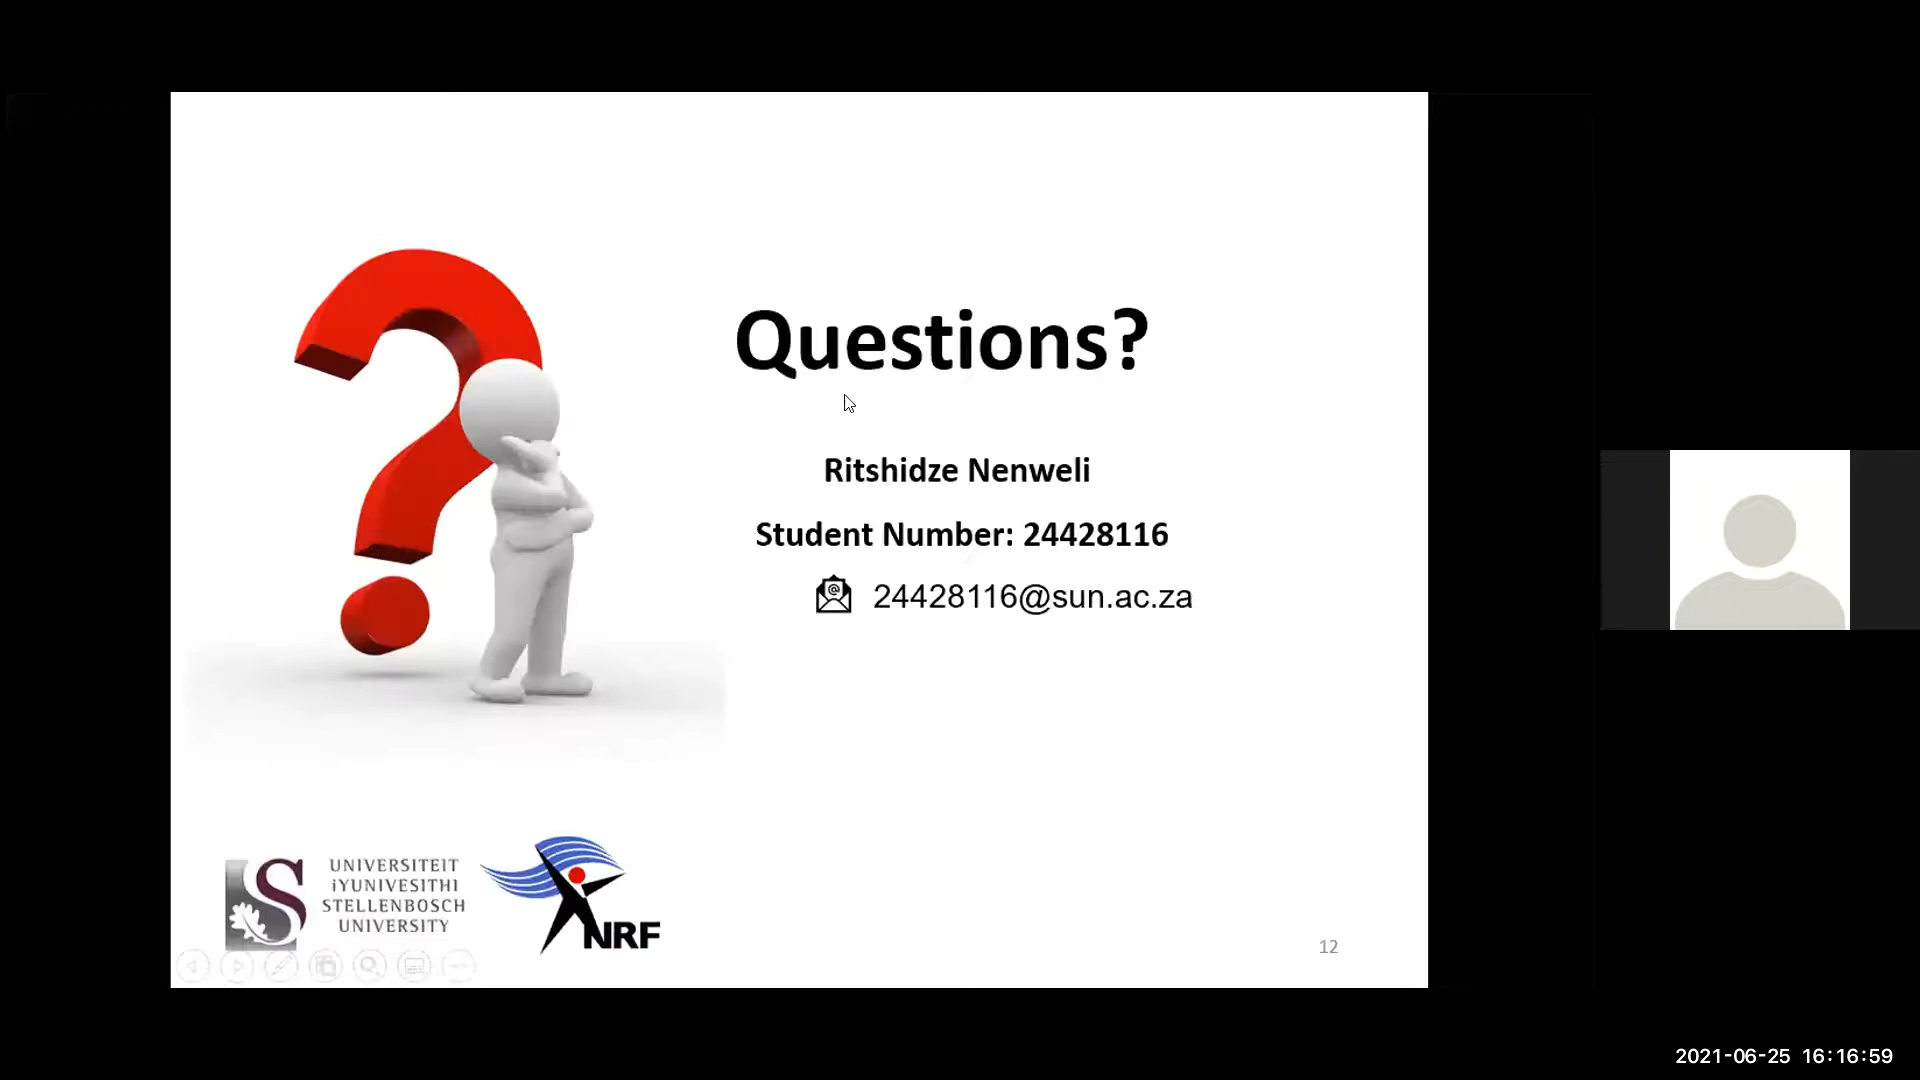 Questions?
Ritshidze Nenweli
Student Number: 24428116
24428116@sun.ac.za
UNIVERSITEIT
iYUNIVESITHI
STELLENBOSCH
UNIVERSITY
NRF
12
2021-06-25 16:16:59